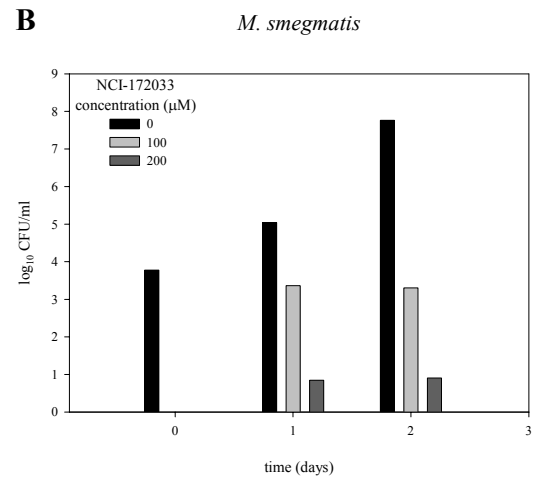 B
M. smegmatis
NCI-172033
concentration (μM)
0
100
200
9
8
7
6
5
4
3
2
1
0
log₁₀ CFU/ml
0 1 2 3
time (days)